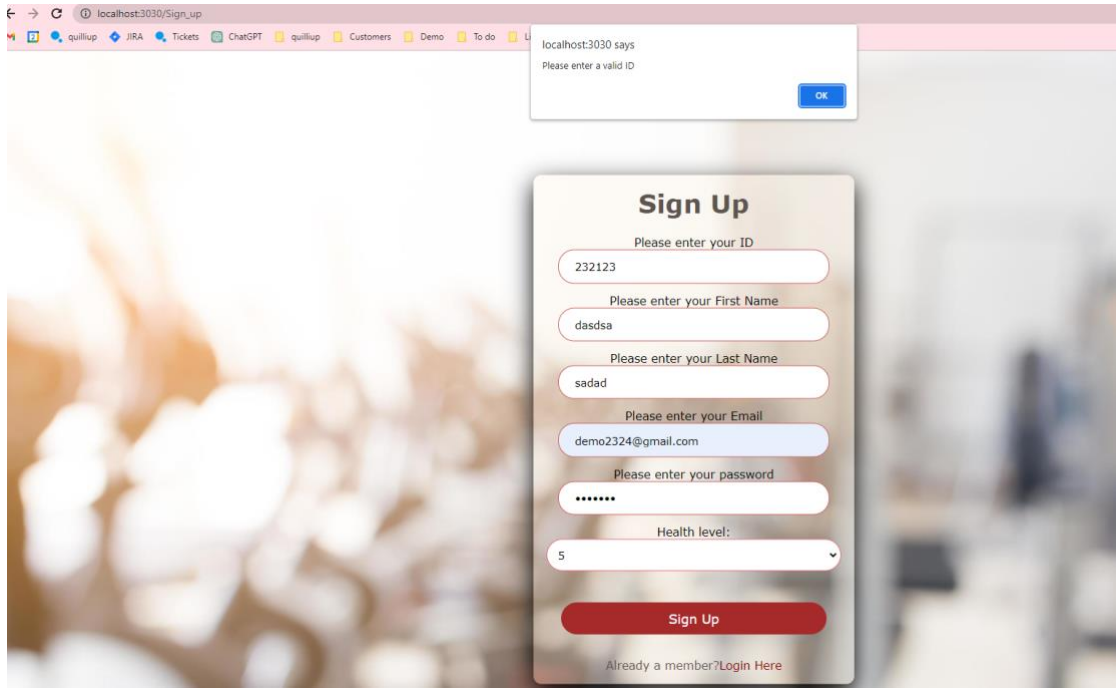 localhost:3030/Sign_up
quilliup JIRA Tickets ChatGPT quilliup Customers Demo To do
localhost:3030 says
Please enter a valid ID
OK
Sign Up
Please enter your ID
232123
Please enter your First Name
dasdsa
Please enter your Last Name
sadad
Please enter your Email
demo2324@gmail.com
Please enter your password
•••••••
Health level:
5
Sign Up
Already a member?Login Here